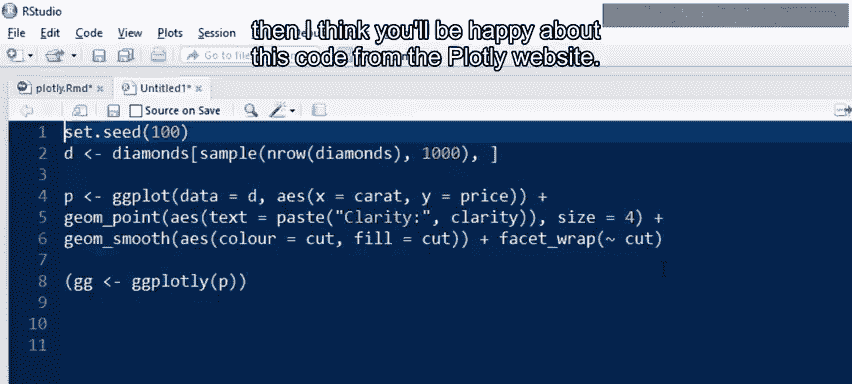 RStudio
File Edit Code View Plots Session
then I think you'll be happy about
this code from the Plotly website.
Go to file
plotly.Rmd* × Untitled1* ×
Source on Save
1 set.seed(100)
2 d <- diamonds[sample(nrow(diamonds), 1000), ]
3
4 p <- ggplot(data = d, aes(x = carat, y = price)) +
5 geom_point(aes(text = paste("Clarity:", clarity)), size = 4) +
6 geom_smooth(aes(colour = cut, fill = cut)) + facet_wrap(~ cut)
7
8 (gg <- ggplotly(p))
9
10
11